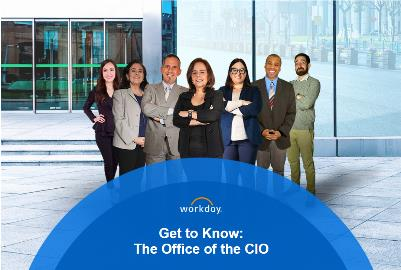 workday.
Get to Know:
The Office of the CIO